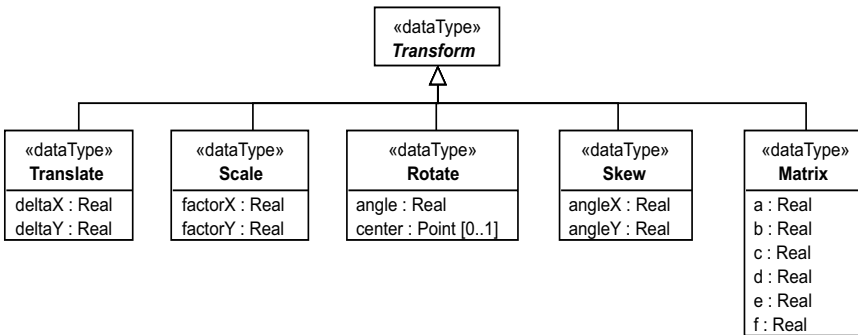 «dataType»
Transform
«dataType»
Translate
deltaX : Real
deltaY : Real
«dataType»
Scale
factorX : Real
factorY : Real
«dataType»
Rotate
angle : Real
center : Point [0..1]
«dataType»
Skew
angleX : Real
angleY : Real
«dataType»
Matrix
a : Real
b : Real
c : Real
d : Real
e : Real
f : Real